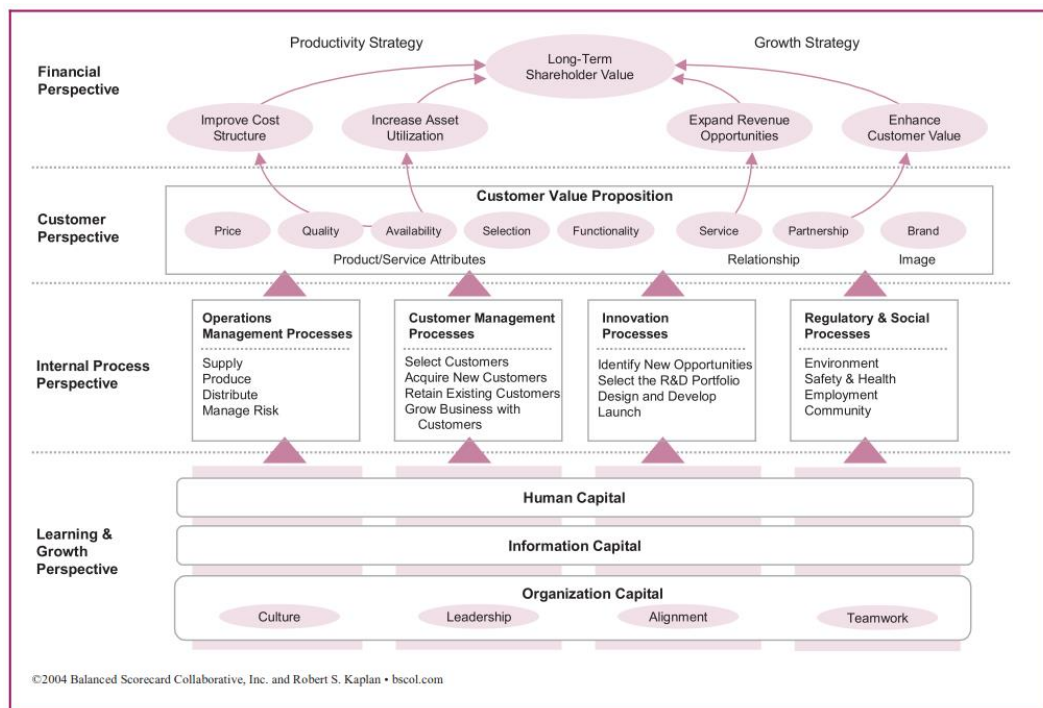 Productivity Strategy
Growth Strategy
Financial
Perspective
Long-Term
Shareholder Value
Improve Cost
Structure
Increase Asset
Utilization
Expand Revenue
Opportunities
Enhance
Customer Value
Customer
Perspective
Customer Value Proposition
Price
Quality
Availability
Selection
Functionality
Service
Partnership
Brand
Product/Service Attributes
Relationship
Image
Internal Process
Perspective
Operations
Management Processes
Supply
Produce
Distribute
Manage Risk
Customer Management
Processes
Select Customers
Acquire New Customers
Retain Existing Customers
Grow Business with
Customers
Innovation
Processes
Identify New Opportunities
Select the R&D Portfolio
Design and Develop
Launch
Regulatory & Social
Processes
Environment
Safety & Health
Employment
Community
Learning &
Growth
Perspective
Human Capital
Information Capital
Organization Capital
Culture
Leadership
Alignment
Teamwork
©2004 Balanced Scorecard Collaborative, Inc. and Robert S. Kaplan • bscol.com